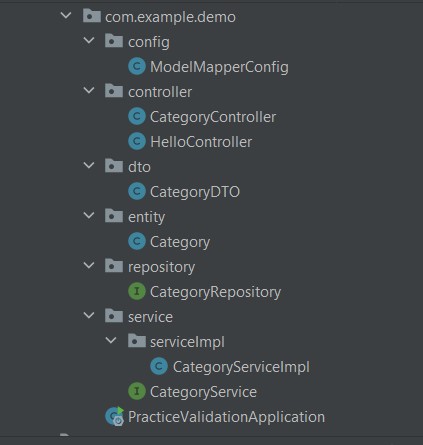 com.example.demo
config
C ModelMapperConfig
controller
C CategoryController
C HelloController
dto
C CategoryDTO
entity
C Category
repository
I CategoryRepository
service
serviceImpl
C CategoryServiceImpl
I CategoryService
PracticeValidationApplication